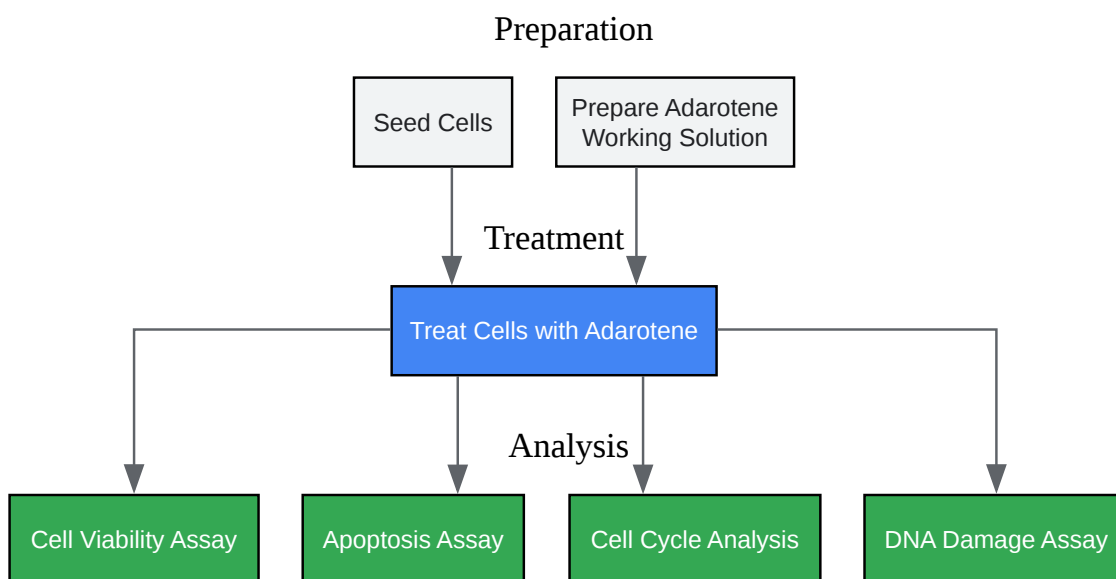 Preparation
Seed Cells
Prepare Adarotene
Working Solution
Treatment
Treat Cells with Adarotene
Analysis
Cell Viability Assay
Apoptosis Assay
Cell Cycle Analysis
DNA Damage Assay